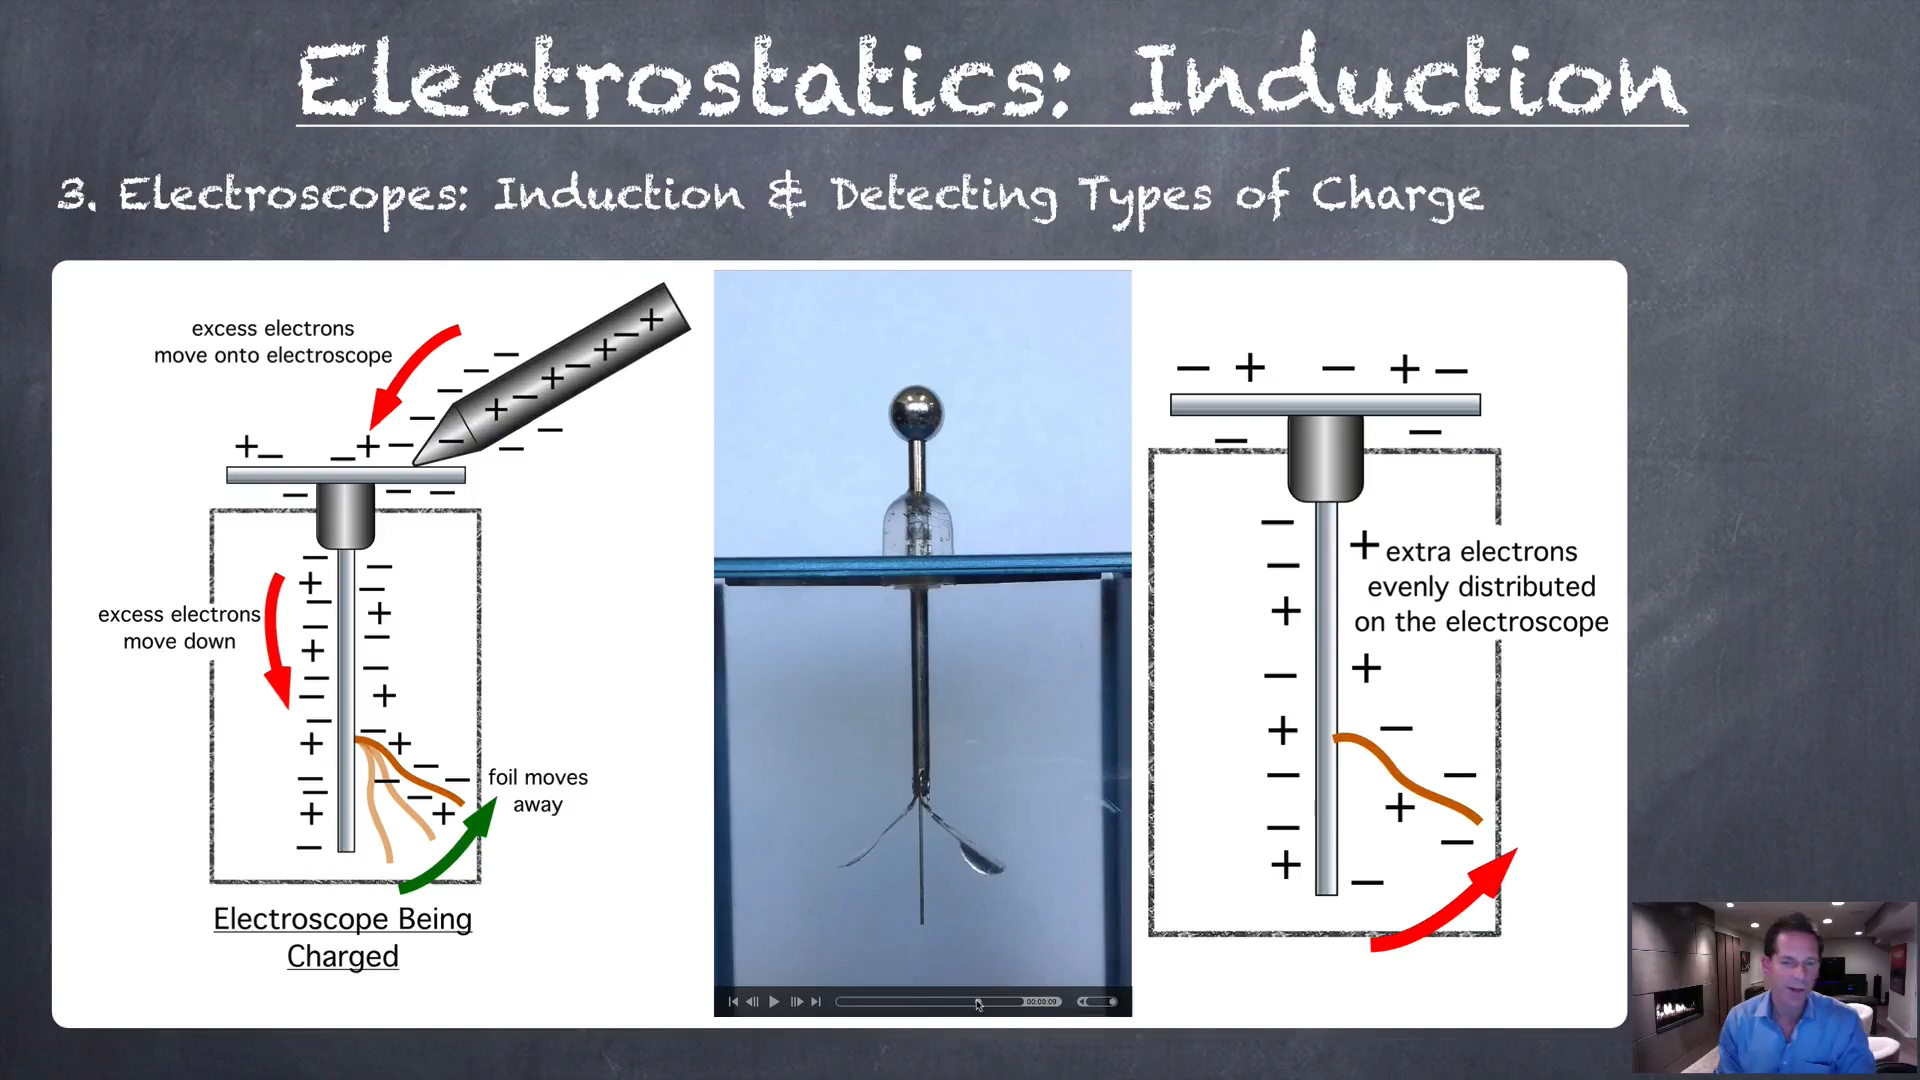 Electrostatics: Induction
3. Electroscopes: Induction & Detecting Types of Charge
excess electrons
move onto electroscope
excess electrons
move down
foil moves
away
Electroscope Being
Charged
00:00:09
extra electrons
evenly distributed
on the electroscope